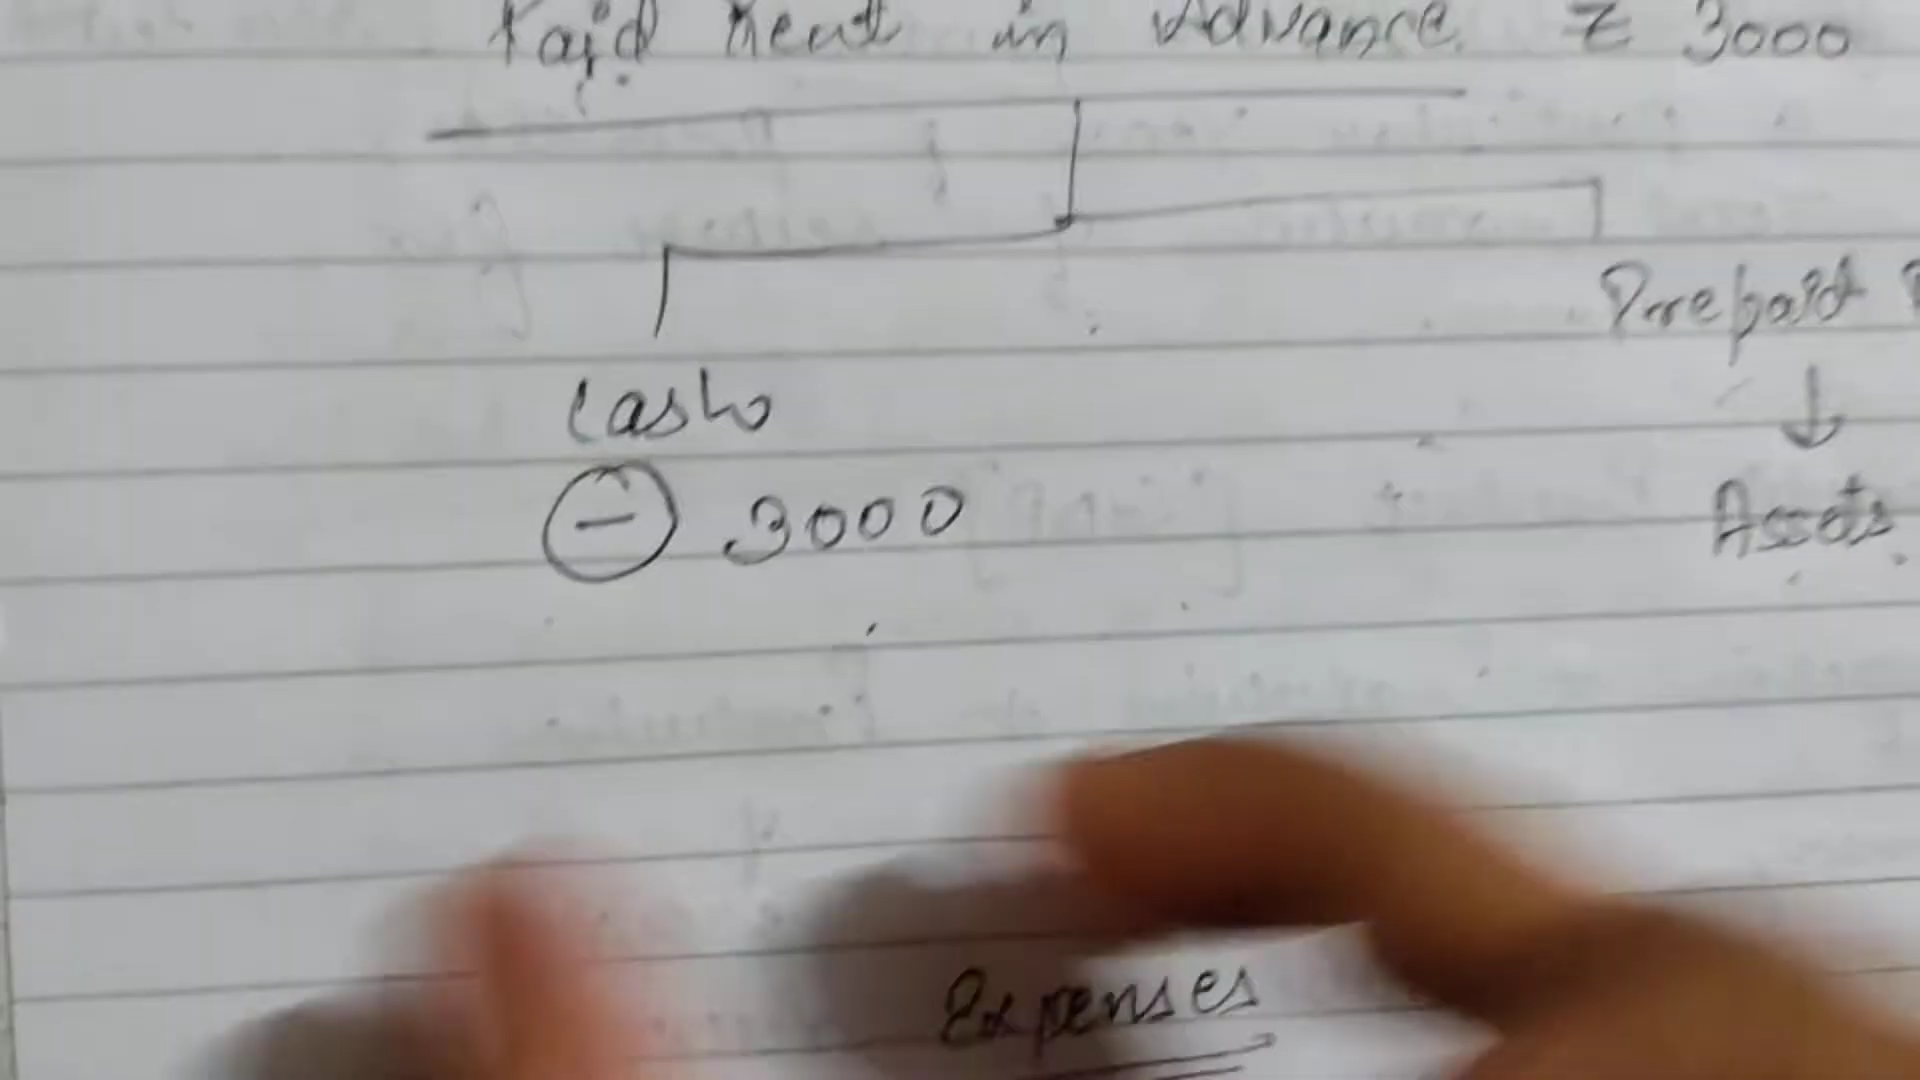 Paid Rent in Advance ₹ 3000
Prepaid
Cash
↓
⊖ 3000
Assets
Expenses